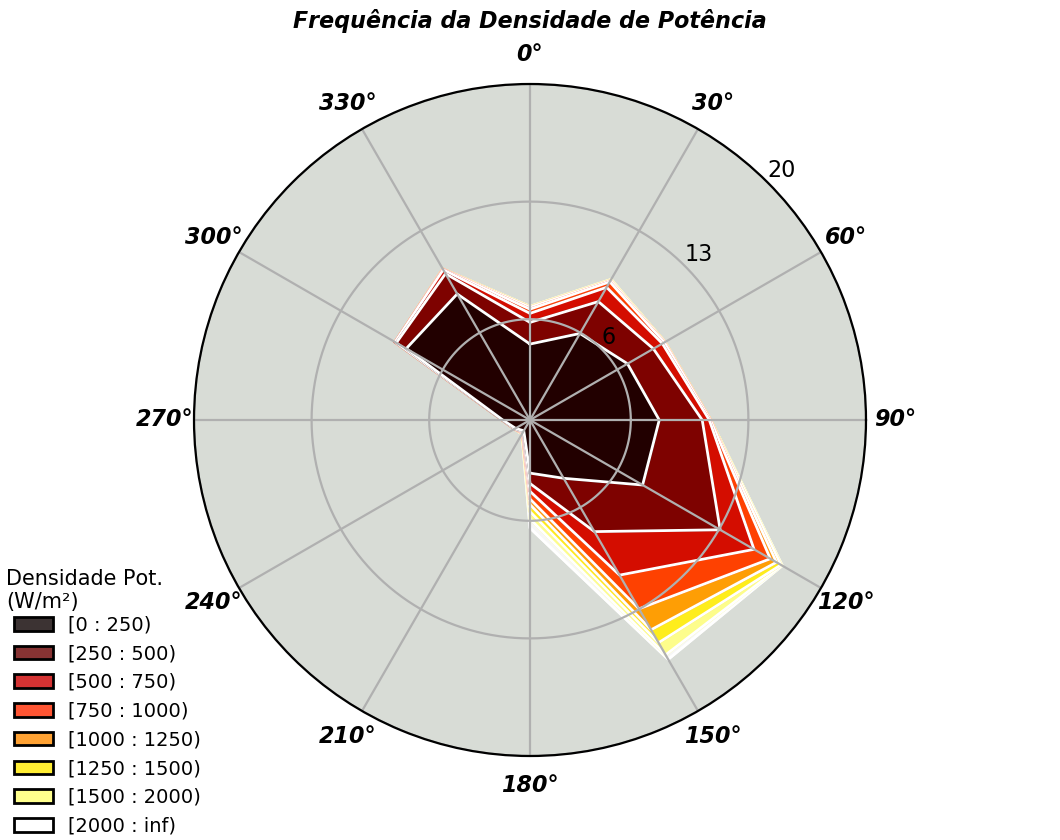 Frequência da Densidade de Potência
0°
330°
30°
20
300°
60°
13
6
270°
90°
240°
120°
210°
150°
180°
Densidade Pot.
(W/m²)
[0 : 250)
[250 : 500)
[500 : 750)
[750 : 1000)
[1000 : 1250)
[1250 : 1500)
[1500 : 2000)
[2000 : inf)